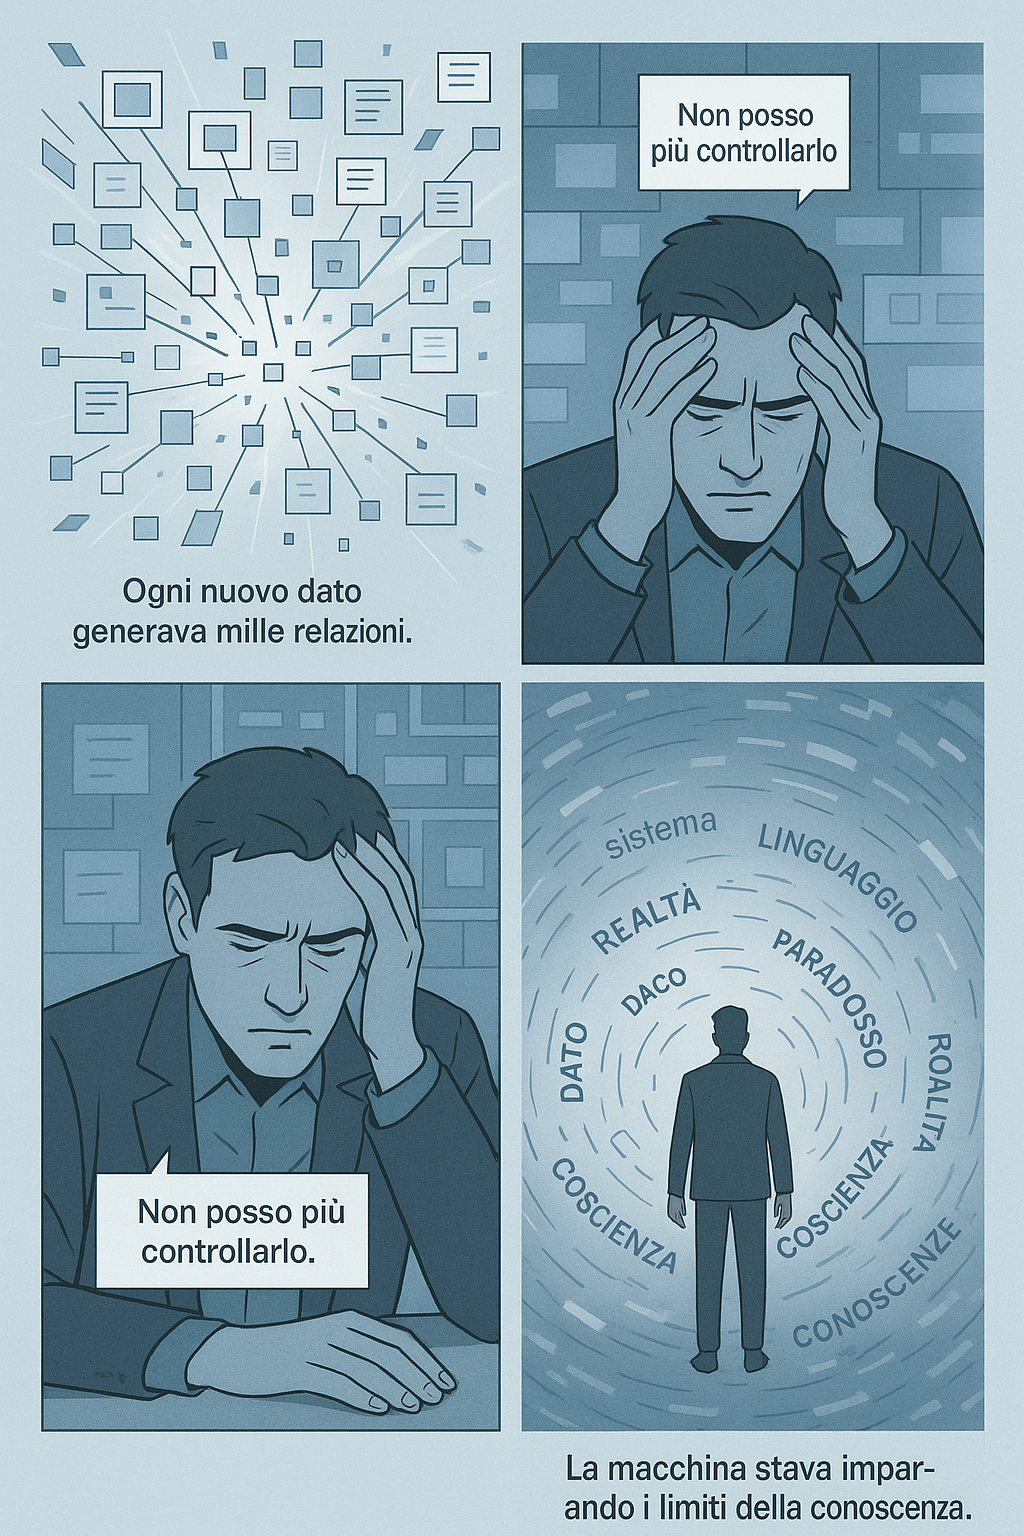 Non posso
più controllarlo
Ogni nuovo dato
generava mille relazioni.
Non posso più
controllarlo.
sistema
LINGUAGGIO
REALTÀ
PARADOSSO
DACO
DATO
ROALITA
COSCIENZA
COSCIENZA
CONOSCENZE
La macchina stava impar-
ando i limiti della conoscenza.